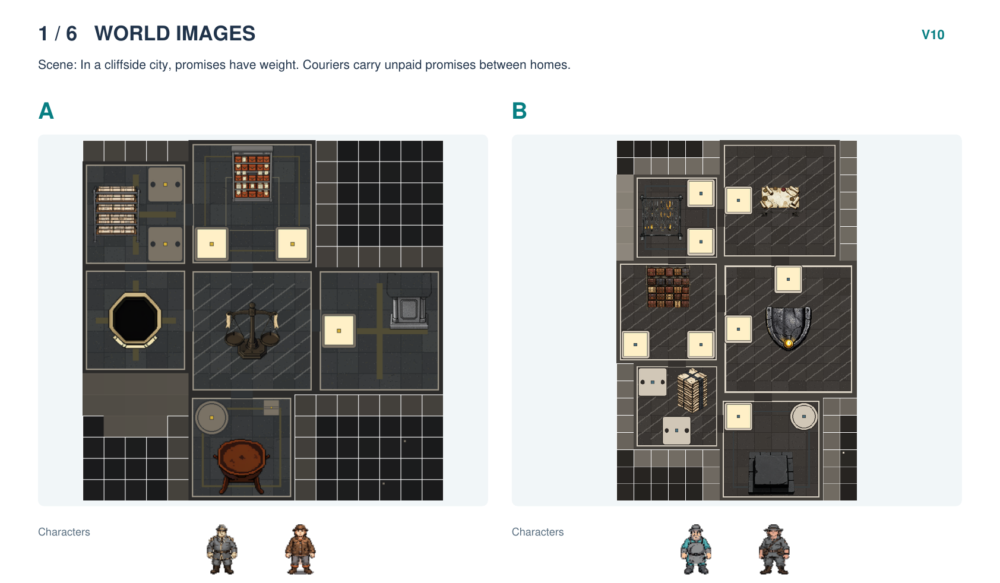 1 / 6 WORLD IMAGES
V10
Scene: In a cliffside city, promises have weight. Couriers carry unpaid promises between homes.
A
B
Characters
Characters